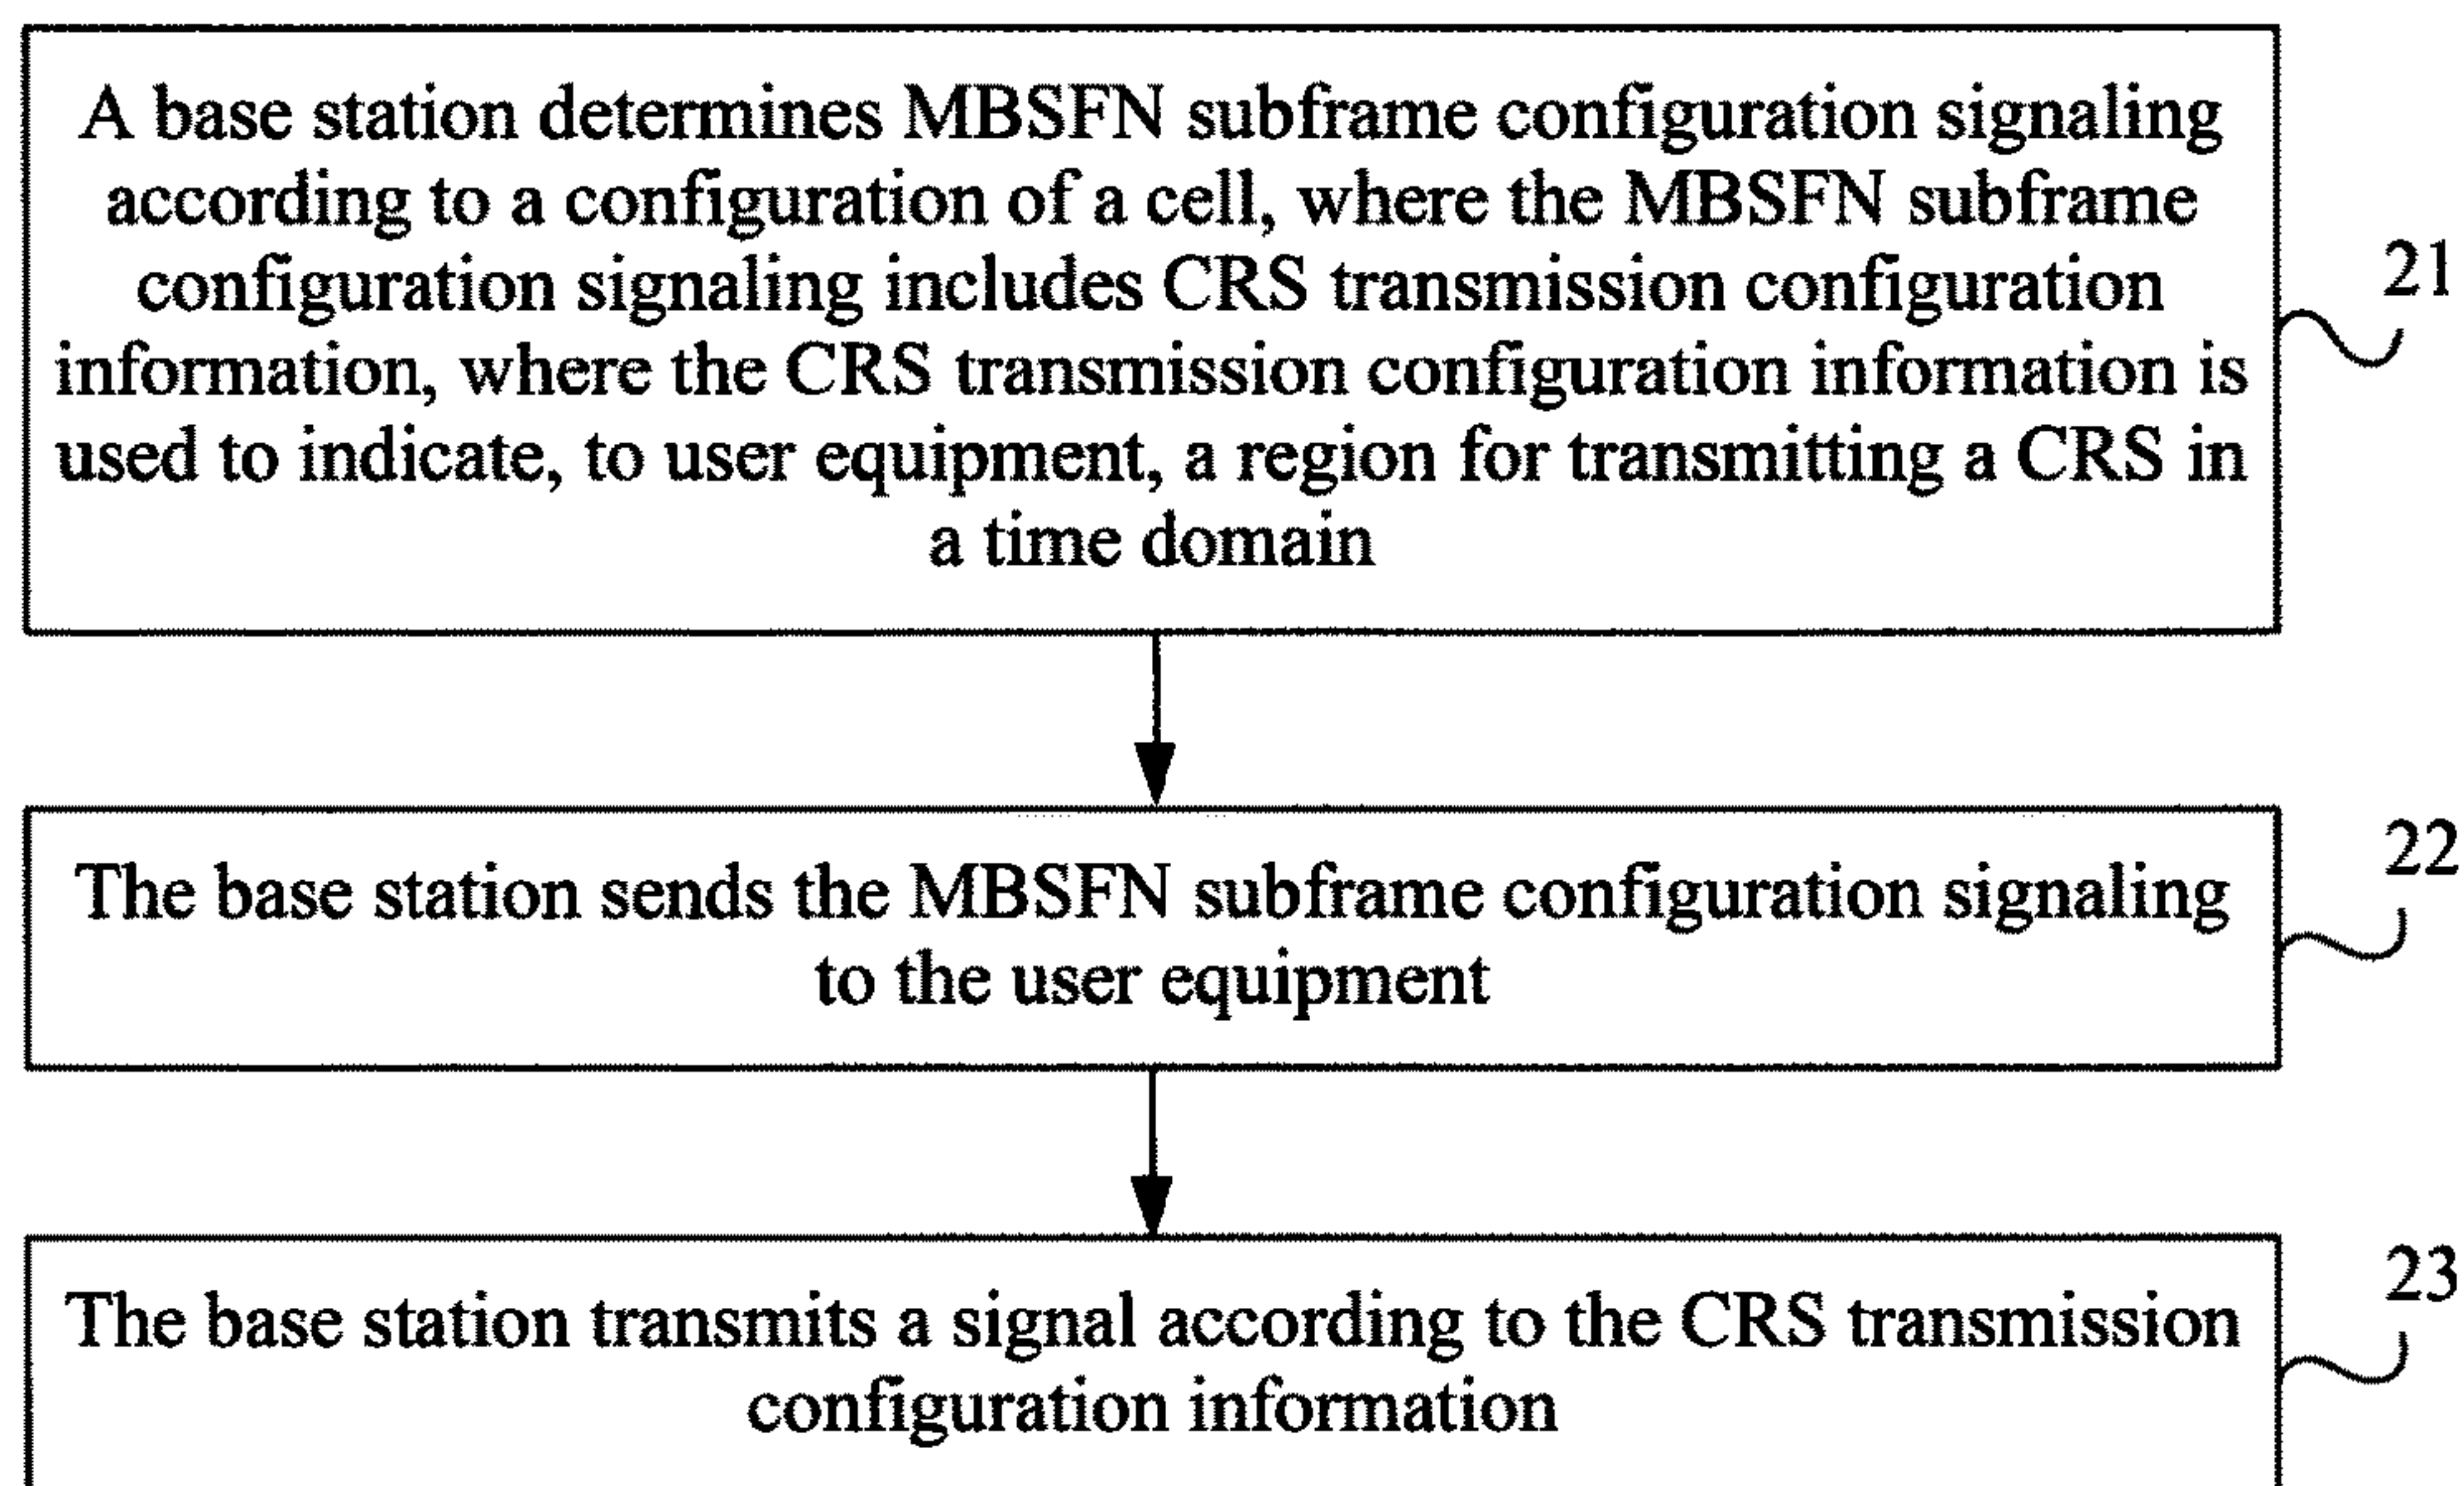 A base station determines MBSFN subframe configuration signaling
according to a configuration of a cell, where the MBSFN subframe
configuration signaling includes CRS transmission configuration
information, where the CRS transmission configuration information is
used to indicate, to user equipment, a region for transmitting a CRS in
a time domain
21
The base station sends the MBSFN subframe configuration signaling
to the user equipment
22
The base station transmits a signal according to the CRS transmission
configuration information
23